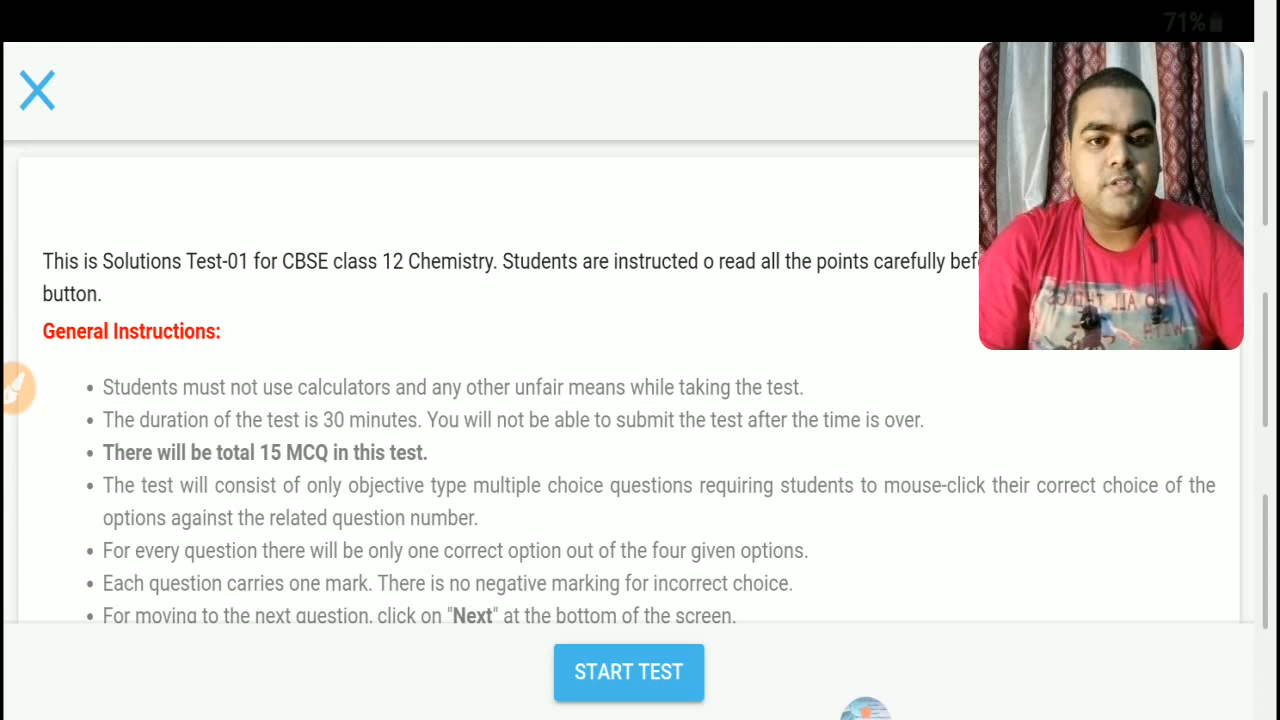 71%
This is Solutions Test-01 for CBSE class 12 Chemistry. Students are instructed o read all the points carefully
button.
General Instructions:
• Students must not use calculators and any other unfair means while taking the test.
• The duration of the test is 30 minutes. You will not be able to submit the test after the time is over.
• There will be total 15 MCQ in this test.
• The test will consist of only objective type multiple choice questions requiring students to mouse-click their correct choice of the
options against the related question number.
• For every question there will be only one correct option out of the four given options.
• Each question carries one mark. There is no negative marking for incorrect choice.
• For moving to the next question, click on "Next" at the bottom of the screen.
START TEST